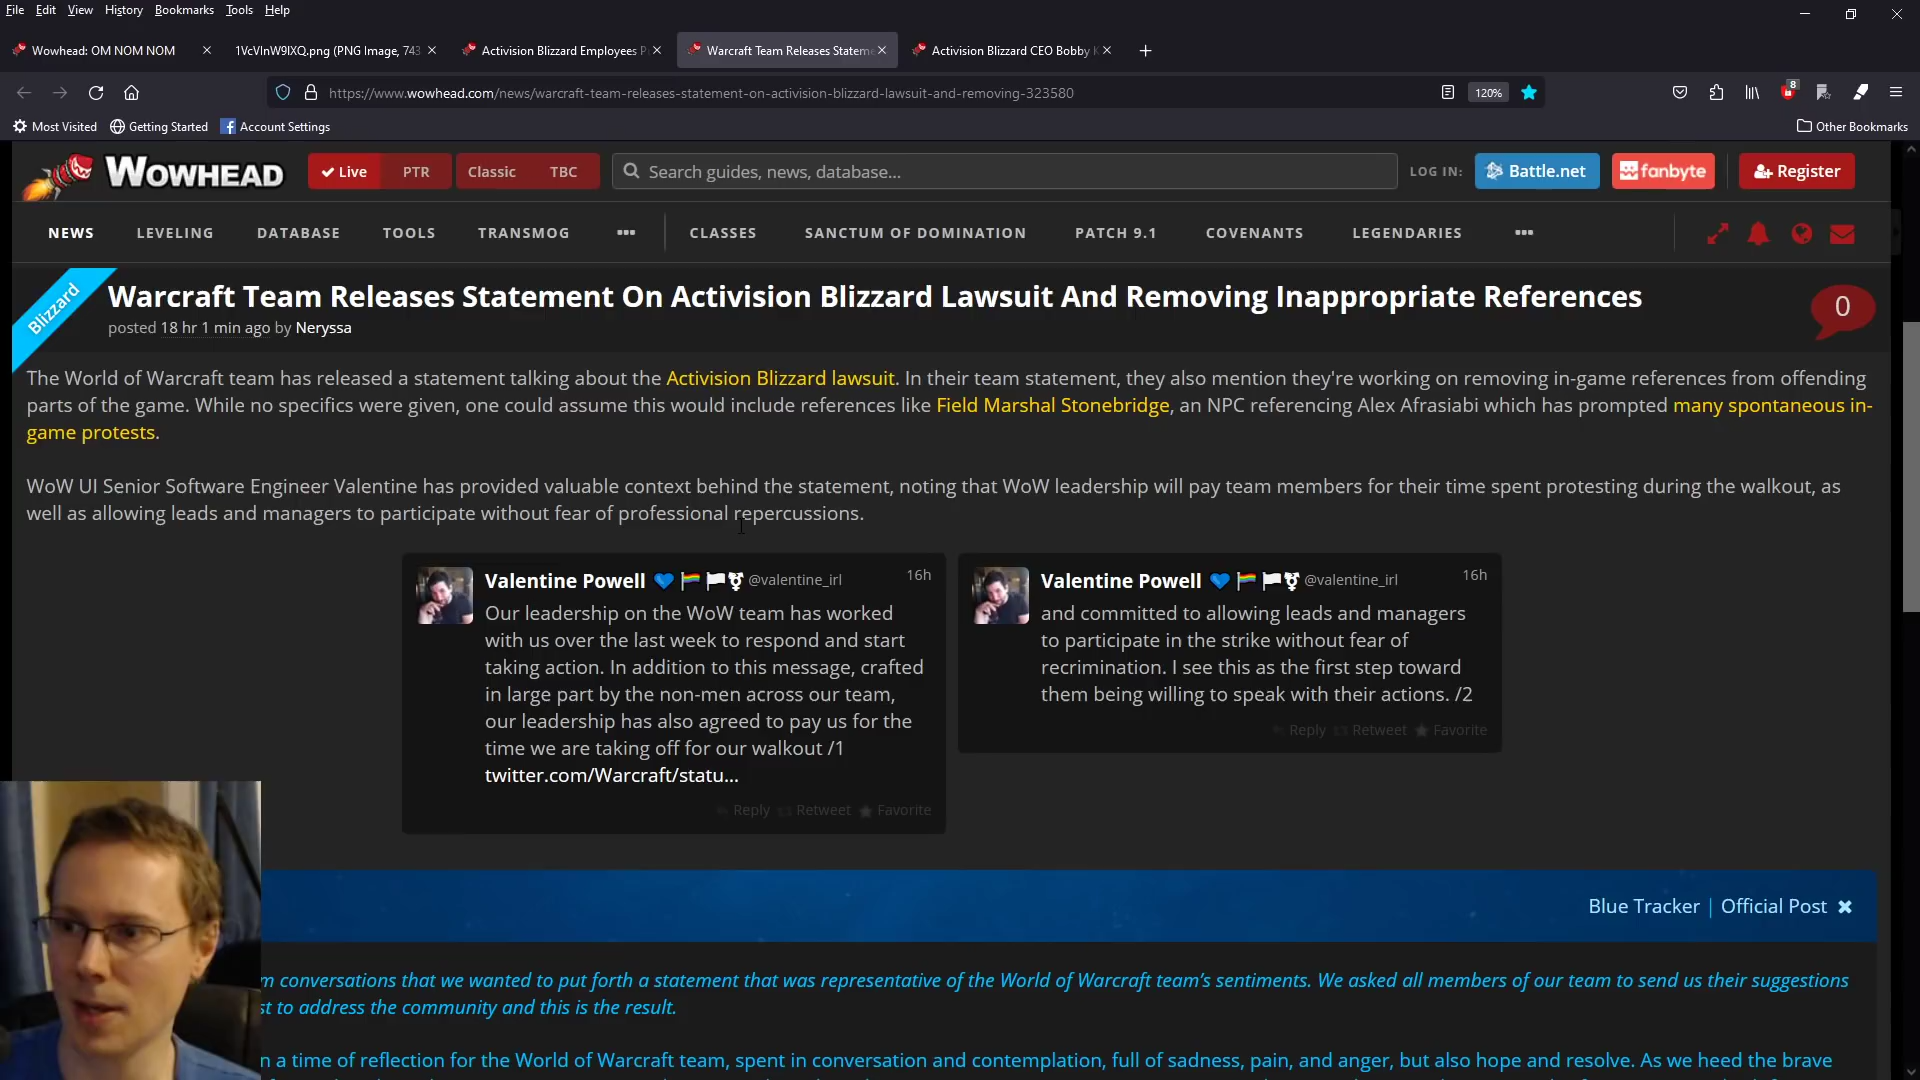 File Edit View History Bookmarks Tools Help
Wowhead: OM NOM NOM
1VcVlnW9IXQ.png (PNG Image, 743
Activision Blizzard Employees P
Warcraft Team Releases Statem
Activision Blizzard CEO Bobby K
https://www.wowhead.com/news/warcraft-team-releases-statement-on-activision-blizzard-lawsuit-and-removing-323580
120%
8
Most Visited Getting Started Account Settings
Other Bookmarks
WOWHEAD
Live PTR Classic TBC
Search guides, news, database...
LOG IN: Battle.net fanbyte Register
NEWS LEVELING DATABASE TOOLS TRANSMOG ••• CLASSES SANCTUM OF DOMINATION PATCH 9.1 COVENANTS LEGENDARIES •••
Blizzard
Warcraft Team Releases Statement On Activision Blizzard Lawsuit And Removing Inappropriate References
posted 18 hr 1 min ago by Neryssa
0
The World of Warcraft team has released a statement talking about the Activision Blizzard lawsuit. In their team statement, they also mention they're working on removing in-game references from offending
parts of the game. While no specifics were given, one could assume this would include references like Field Marshal Stonebridge, an NPC referencing Alex Afrasiabi which has prompted many spontaneous in-
game protests.
WoW UI Senior Software Engineer Valentine has provided valuable context behind the statement, noting that WoW leadership will pay team members for their time spent protesting during the walkout, as
well as allowing leads and managers to participate without fear of professional repercussions.
Valentine Powell @valentine_irl 16h
Our leadership on the WoW team has worked
with us over the last week to respond and start
taking action. In addition to this message, crafted
in large part by the non-men across our team,
our leadership has also agreed to pay us for the
time we are taking off for our walkout /1
twitter.com/Warcraft/statu...
Reply Retweet Favorite
Valentine Powell @valentine_irl 16h
and committed to allowing leads and managers
to participate in the strike without fear of
recrimination. I see this as the first step toward
them being willing to speak with their actions. /2
Reply Retweet Favorite
Blue Tracker | Official Post
m conversations that we wanted to put forth a statement that was representative of the World of Warcraft team's sentiments. We asked all members of our team to send us their suggestions
st to address the community and this is the result.
n a time of reflection for the World of Warcraft team, spent in conversation and contemplation, full of sadness, pain, and anger, but also hope and resolve. As we heed the brave